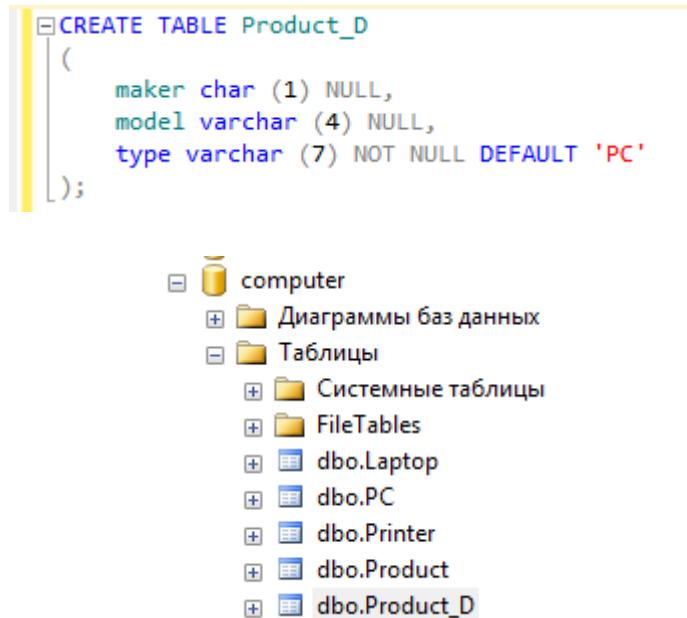 CREATE TABLE Product_D
(
maker char (1) NULL,
model varchar (4) NULL,
type varchar (7) NOT NULL DEFAULT 'PC'
);
computer
Диаграммы баз данных
Таблицы
Системные таблицы
FileTables
dbo.Laptop
dbo.PC
dbo.Printer
dbo.Product
dbo.Product_D